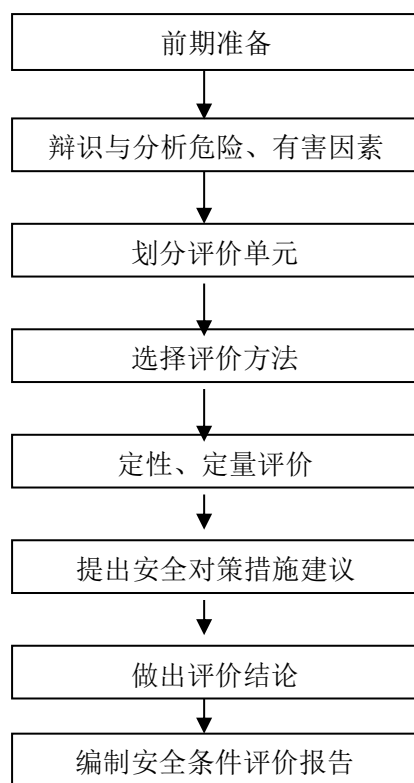 前期准备
辩识与分析危险、有害因素
划分评价单元
选择评价方法
定性、定量评价
提出安全对策措施建议
做出评价结论
编制安全条件评价报告